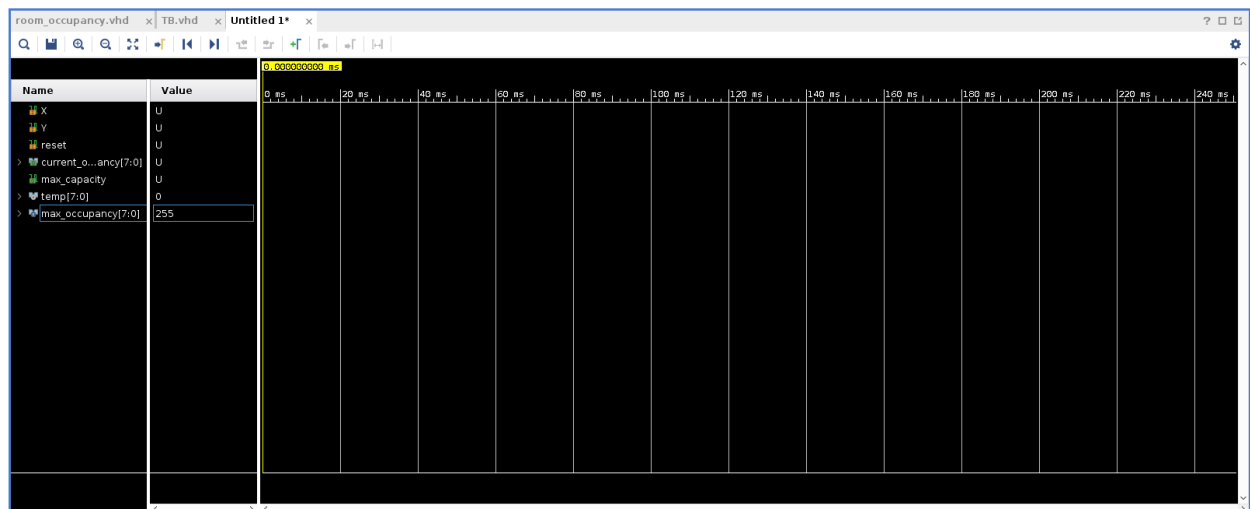 room_occupancy.vhd × TB.vhd × Untitled 1* × ? 
0.000000000 ms
Name Value
0 ms 20 ms 40 ms 60 ms 80 ms 100 ms 120 ms 140 ms 160 ms 180 ms 200 ms 220 ms 240 ms
X U
Y U
reset U
current_o...ancy[7:0] U
max_capacity U
temp[7:0] 0
max_occupancy[7:0] 255